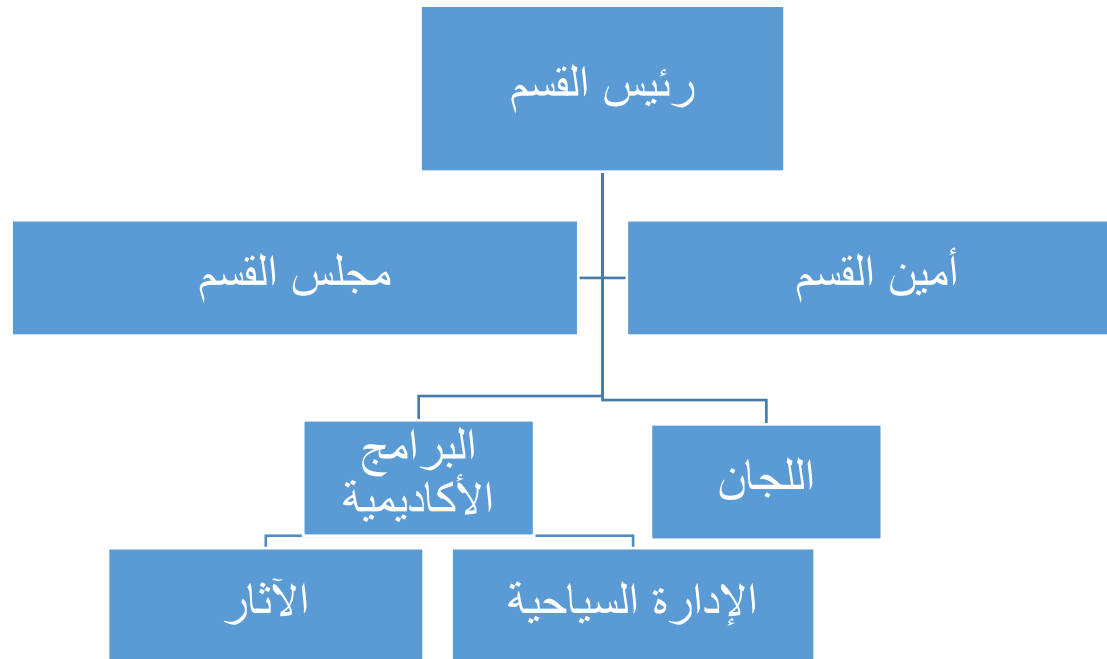 رئيس القسم
أمين القسم
مجلس القسم
اللجان
البرامج
الأكاديمية
الإدارة السياحية
الآثار